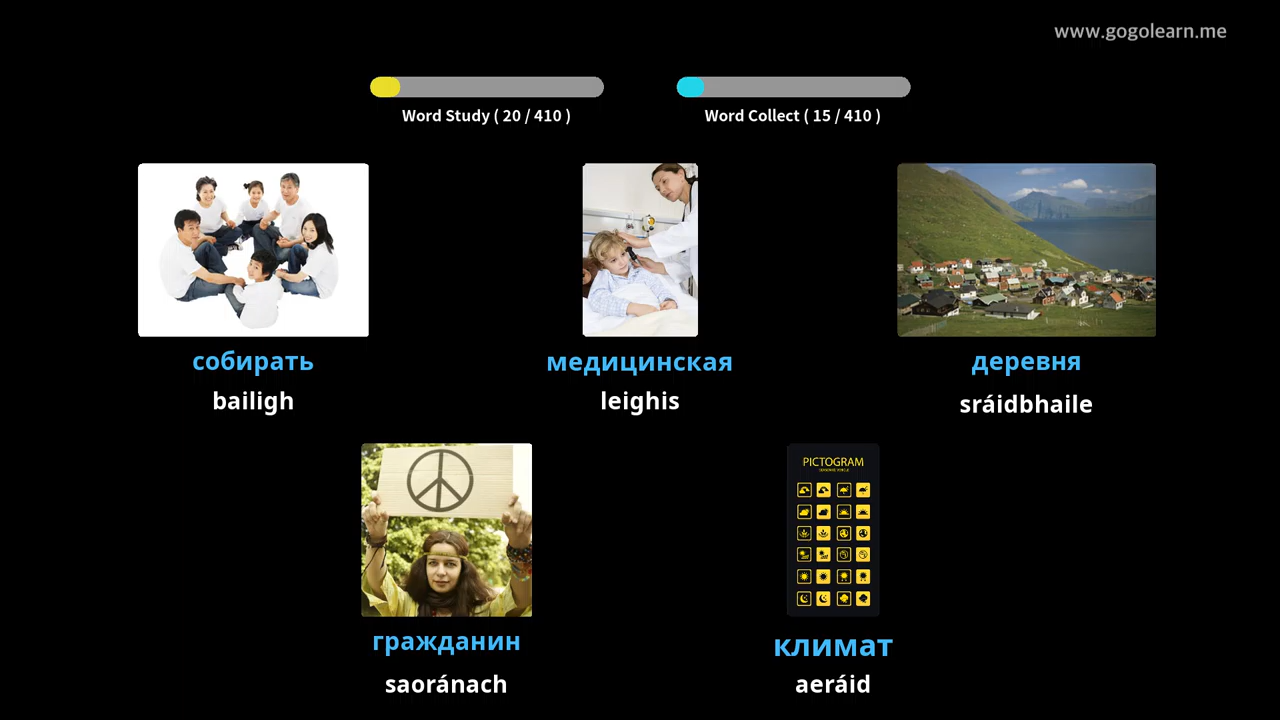 www.gogolearn.me
Word Study ( 20 / 410 )
Word Collect ( 15 / 410 )
собирать
bailigh
медицинская
leighis
деревня
sráidbhaile
PICTOGRAM
гражданин
saoránach
климат
aeráid